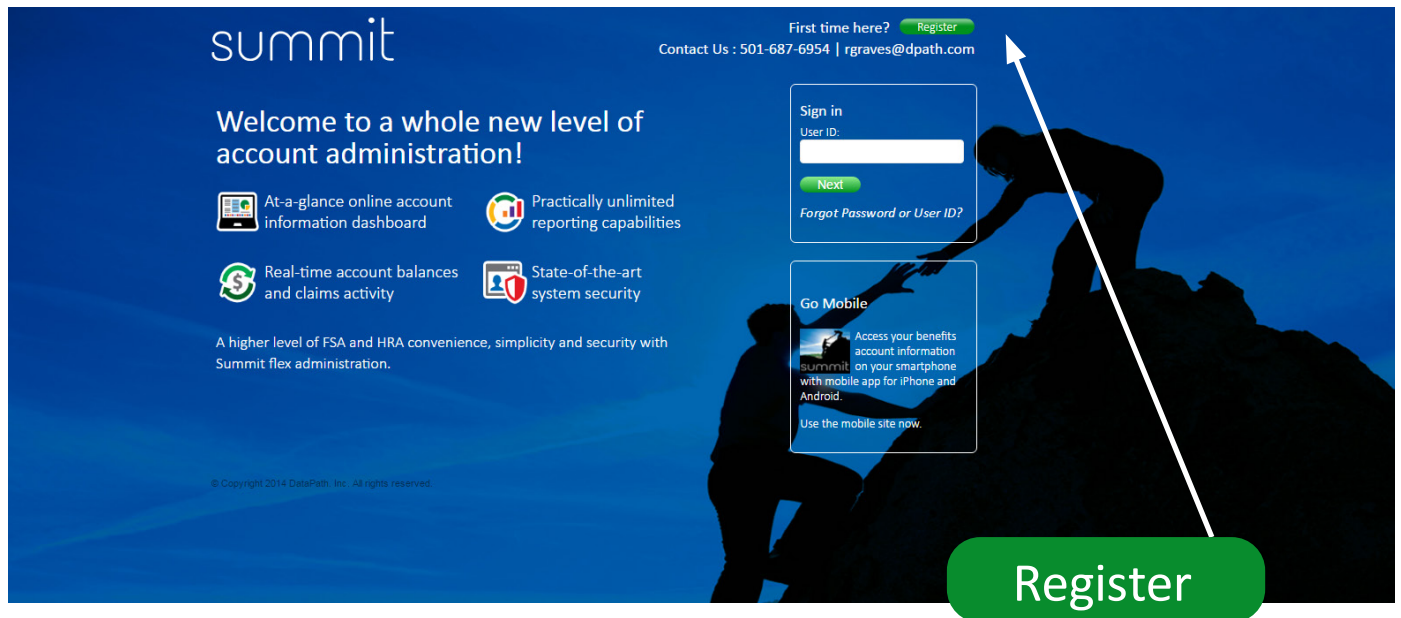 summit
First time here? Register
Contact Us : 501-687-6954 | rgraves@dpath.com
Welcome to a whole new level of
account administration!
At-a-glance online account
information dashboard
Practically unlimited
reporting capabilities
Real-time account balances
and claims activity
State-of-the-art
system security
A higher level of FSA and HRA convenience, simplicity and security with
Summit flex administration.
© Copyright 2014 DataPath, Inc. All rights reserved.
Sign in
User ID:
Next
Forgot Password or User ID?
Go Mobile
summit
Access your benefits
account information
on your smartphone
with mobile app for iPhone and
Android.
Use the mobile site now.
Register